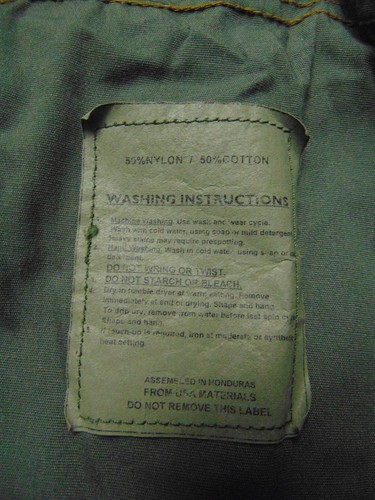 50%NYLON / 50%COTTON
WASHING INSTRUCTIONS
1. Machine Washing. Use wash and wear cycle.
Wash with cold water, using soap or mild detergent
heavy stains may require prespotting.
2. Hand Washing. Wash in cold water using soap or
detergent.
DO NOT WRING OR TWIST.
DO NOT STARCH OR BLEACH.
Dry in tumble dryer at warm setting. Remove
immediately at end of drying. Shape and hang.
To drip dry, remove from water before last spin cycle
Shape and hang.
5. touch-up is required, iron at moderate or synthetic
heat setting.
ASSEMBLED IN HONDURAS
FROM USA MATERIALS
DO NOT REMOVE THIS LABEL